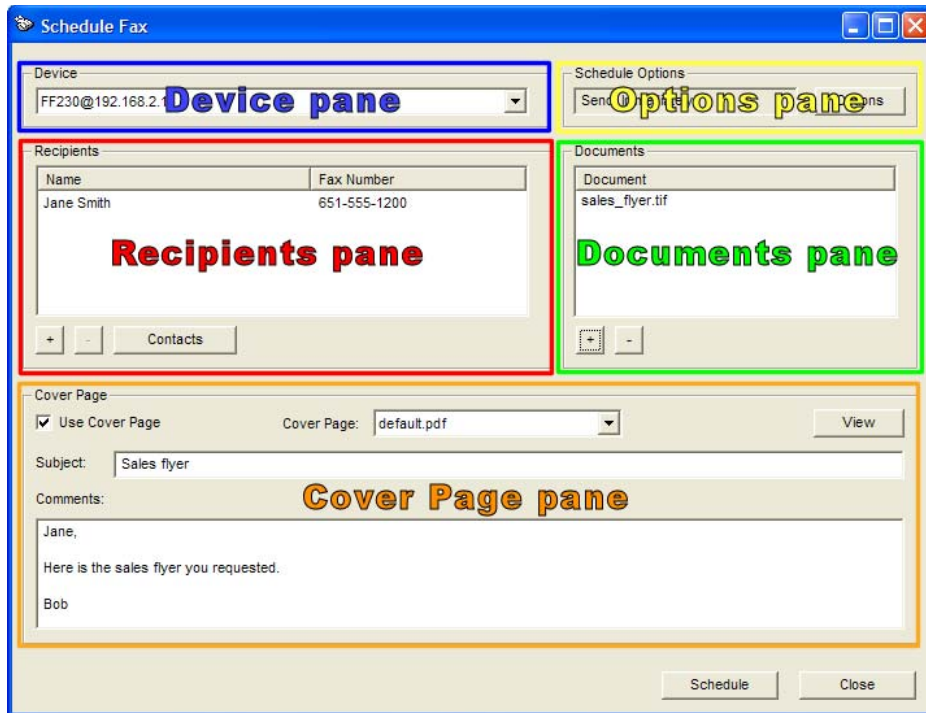 Schedule Fax
Device
FF230@192.168.2.1
Device pane
Schedule Options
Send
Options pane
Recipients
Name Fax Number
Jane Smith 651-555-1200
Recipients pane
+ - Contacts
Documents
Document
sales_flyer.tif
Documents pane
+ -
Cover Page
Use Cover Page Cover Page: default.pdf View
Subject: Sales flyer
Comments:
Cover Page pane
Jane,
Here is the sales flyer you requested.
Bob
Schedule Close